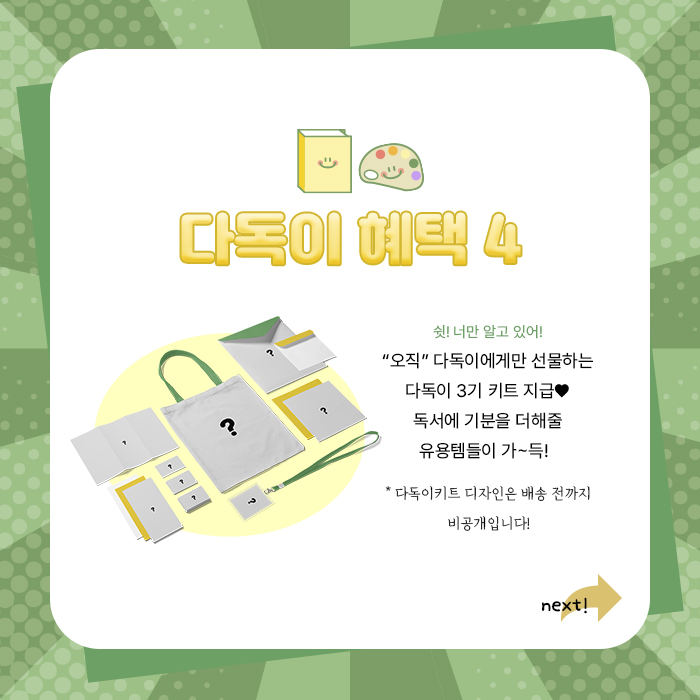 다독이 혜택 4
쉿! 너만 알고 있어!
“오직” 다독이에게만 선물하는
다독이 3기 키트 지급♥
독서에 기분을 더해줄
유용템들이 가~득!
* 다독이키트 디자인은 배송 전까지
비공개입니다!
?
?
?
?
?
?
?
?
?
next!